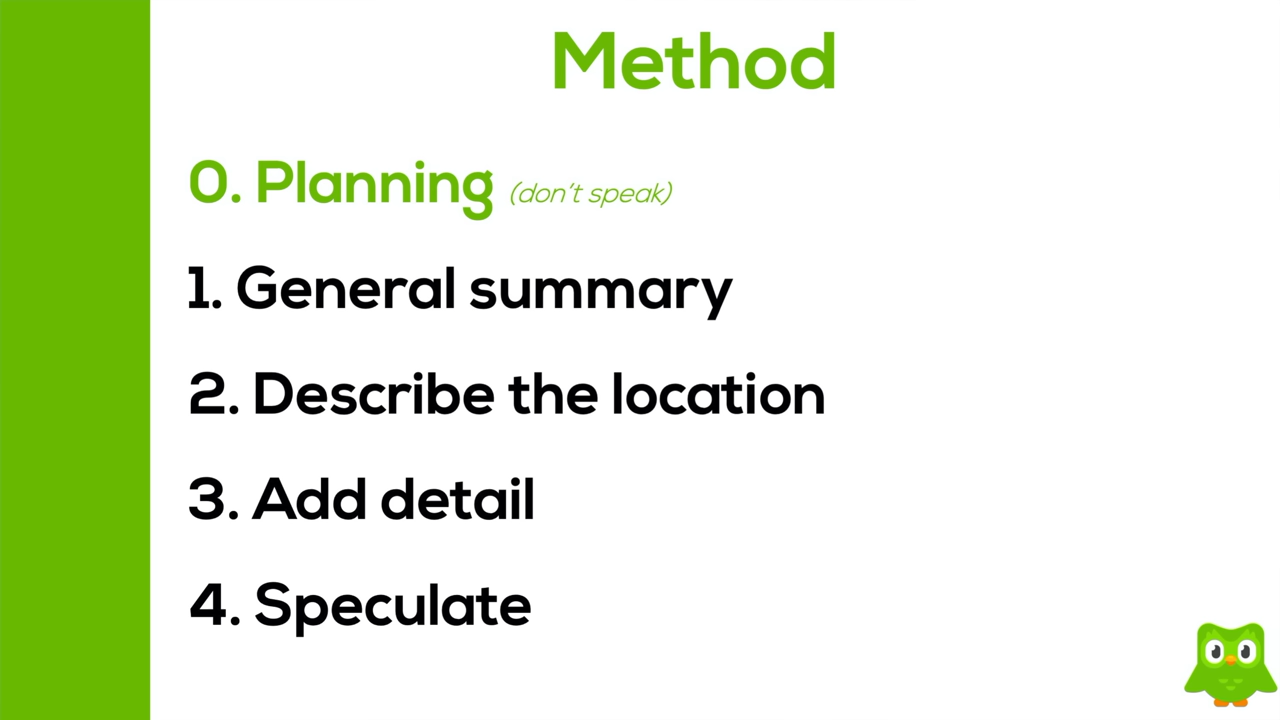 Method
0. Planning (don't speak)
1. General summary
2. Describe the location
3. Add detail
4. Speculate